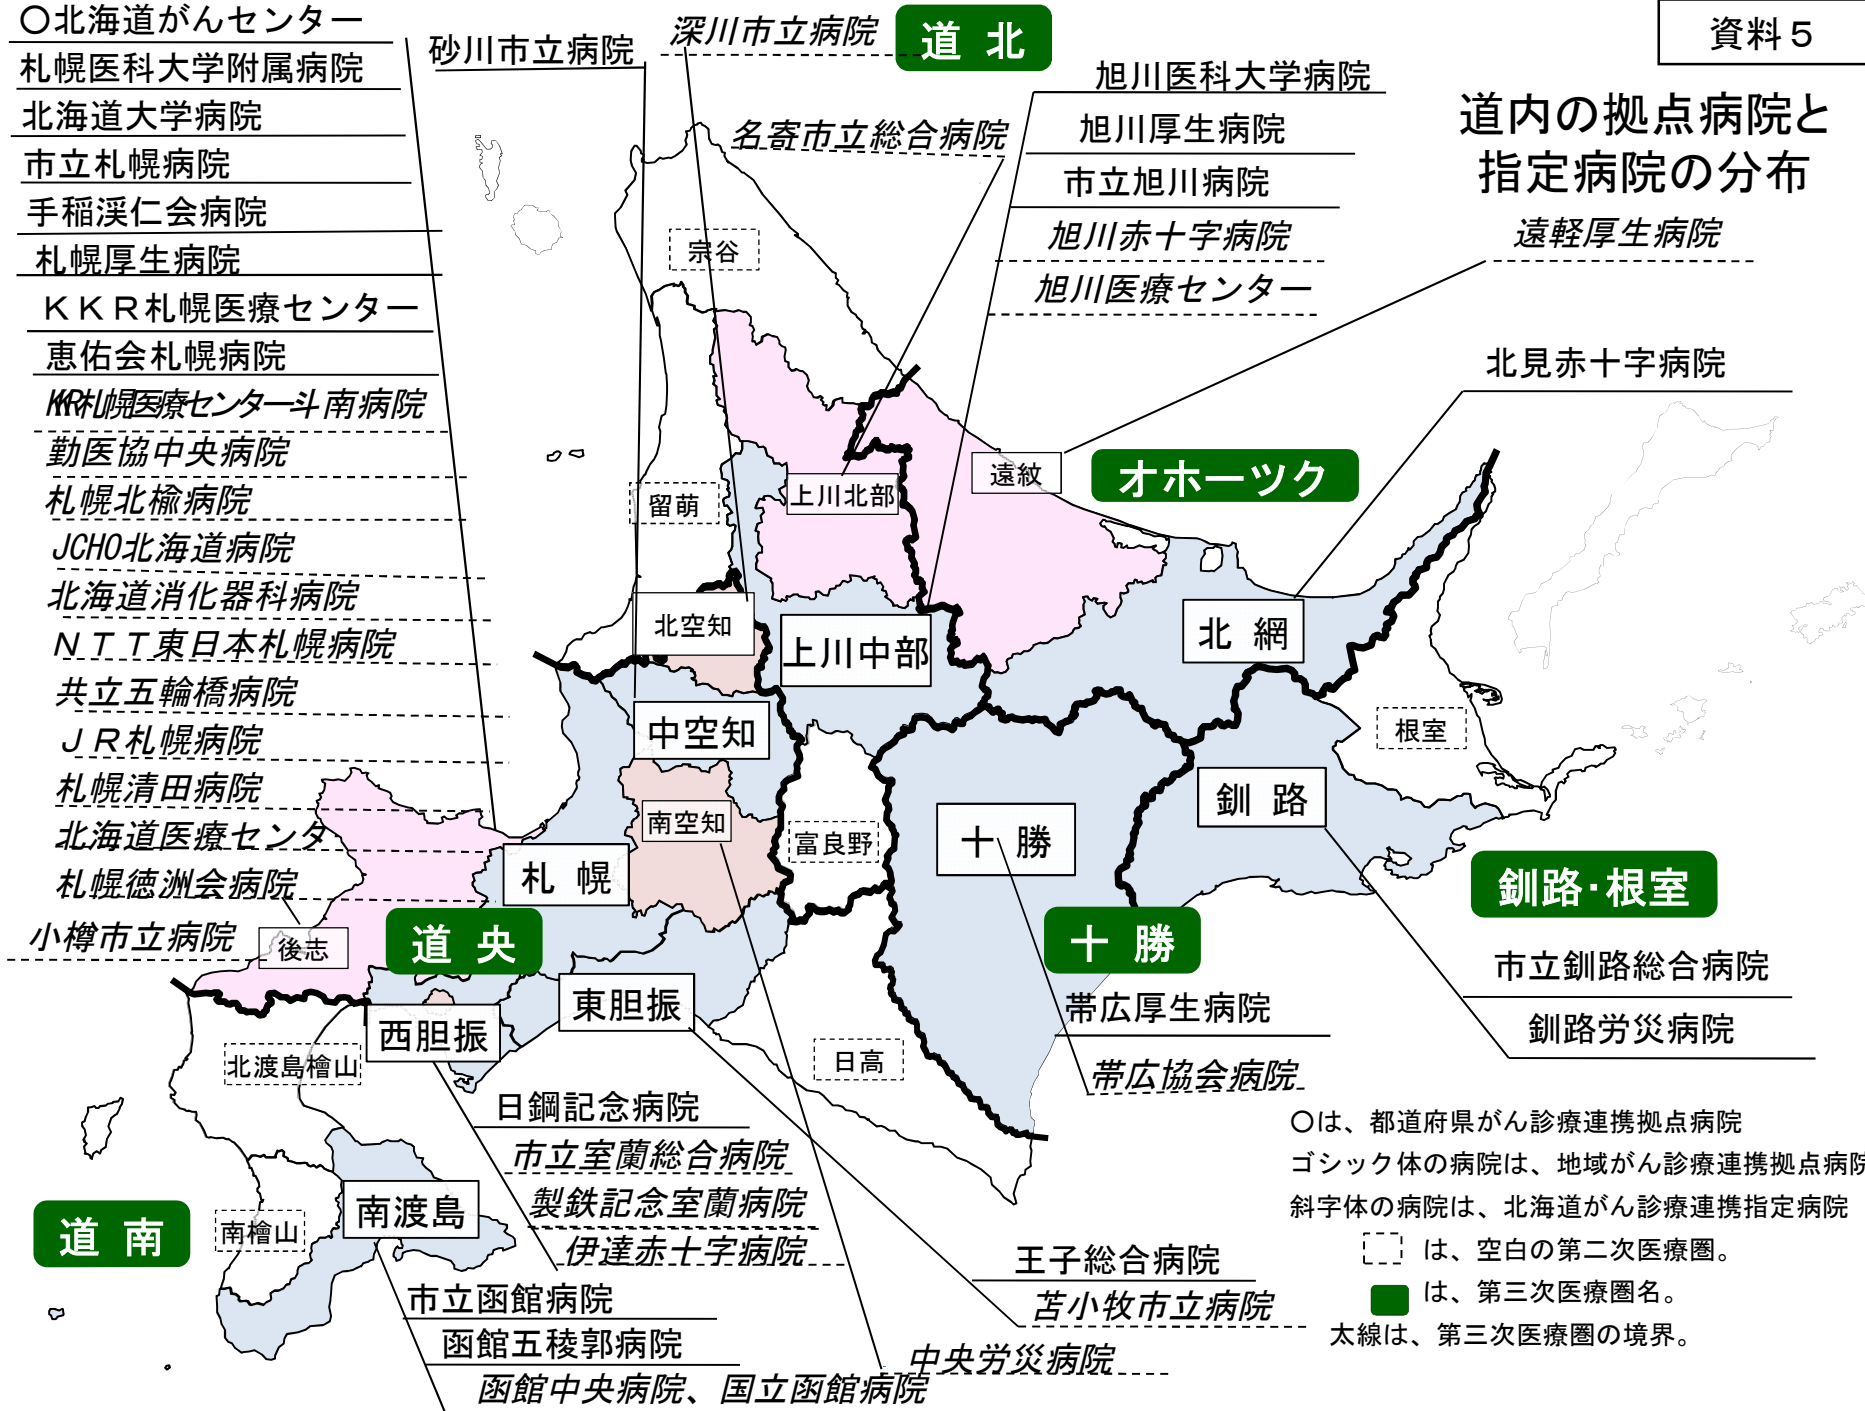 資料５
道内の拠点病院と
指定病院の分布
〇北海道がんセンター
札幌医科大学附属病院
北海道大学病院
市立札幌病院
手稲渓仁会病院
札幌厚生病院
ＫＫＲ札幌医療センター
恵佑会札幌病院
KKR札幌医療センター斗南病院
勤医協中央病院
札幌北楡病院
JCHO北海道病院
北海道消化器科病院
ＮＴＴ東日本札幌病院
共立五輪橋病院
ＪＲ札幌病院
札幌清田病院
北海道医療センタ
札幌徳洲会病院
小樽市立病院
砂川市立病院
深川市立病院
道 北
名寄市立総合病院
旭川医科大学病院
旭川厚生病院
市立旭川病院
旭川赤十字病院
旭川医療センター
遠軽厚生病院
北見赤十字病院
宗谷
留萌
上川北部
遠紋
オホーツク
北空知
上川中部
北 網
中空知
根室
南空知
富良野
十 勝
釧 路
札 幌
後志
道 央
十 勝
釧路・根室
西胆振
東胆振
北渡島檜山
日高
南檜山
南渡島
道 南
市立釧路総合病院
釧路労災病院
帯広厚生病院
帯広協会病院
日鋼記念病院
市立室蘭総合病院
製鉄記念室蘭病院
伊達赤十字病院
王子総合病院
苫小牧市立病院
中央労災病院
市立函館病院
函館五稜郭病院
函館中央病院、国立函館病院
〇は、都道府県がん診療連携拠点病院
ゴシック体の病院は、地域がん診療連携拠点病院
斜字体の病院は、北海道がん診療連携指定病院
は、空白の第二次医療圏。
は、第三次医療圏名。
太線は、第三次医療圏の境界。